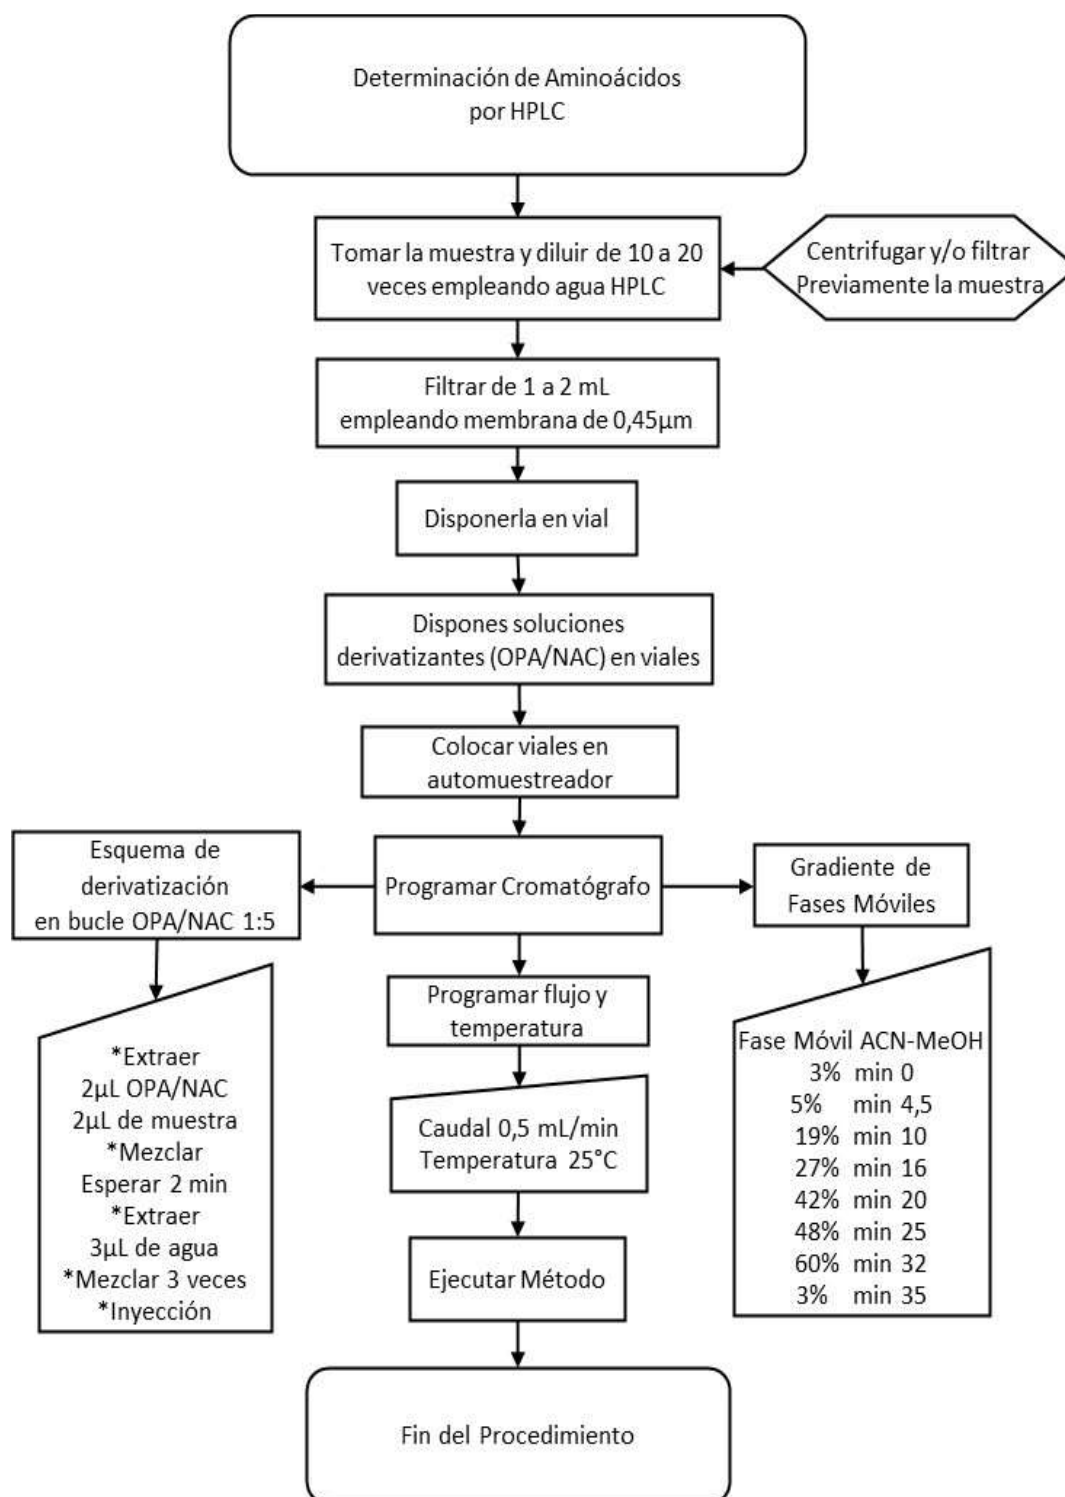 Determinación de Aminoácidos
por HPLC
Tomar la muestra y diluir de 10 a 20
veces empleando agua HPLC
Centrifugar y/o filtrar
Previamente la muestra
Filtrar de 1 a 2 mL
empleando membrana de 0,45µm
Disponerla en vial
Dispones soluciones
derivatizantes (OPA/NAC) en viales
Colocar viales en
automuestreador
Programar Cromatógrafo
Esquema de
derivatización
en bucle OPA/NAC 1:5
*Extraer
2µL OPA/NAC
2µL de muestra
*Mezclar
Esperar 2 min
*Extraer
3µL de agua
*Mezclar 3 veces
*Inyección
Programar flujo y
temperatura
Caudal 0,5 mL/min
Temperatura 25°C
Ejecutar Método
Gradiente de
Fases Móviles
Fase Móvil ACN-MeOH
3% min 0
5% min 4,5
19% min 10
27% min 16
42% min 20
48% min 25
60% min 32
3% min 35
Fin del Procedimiento